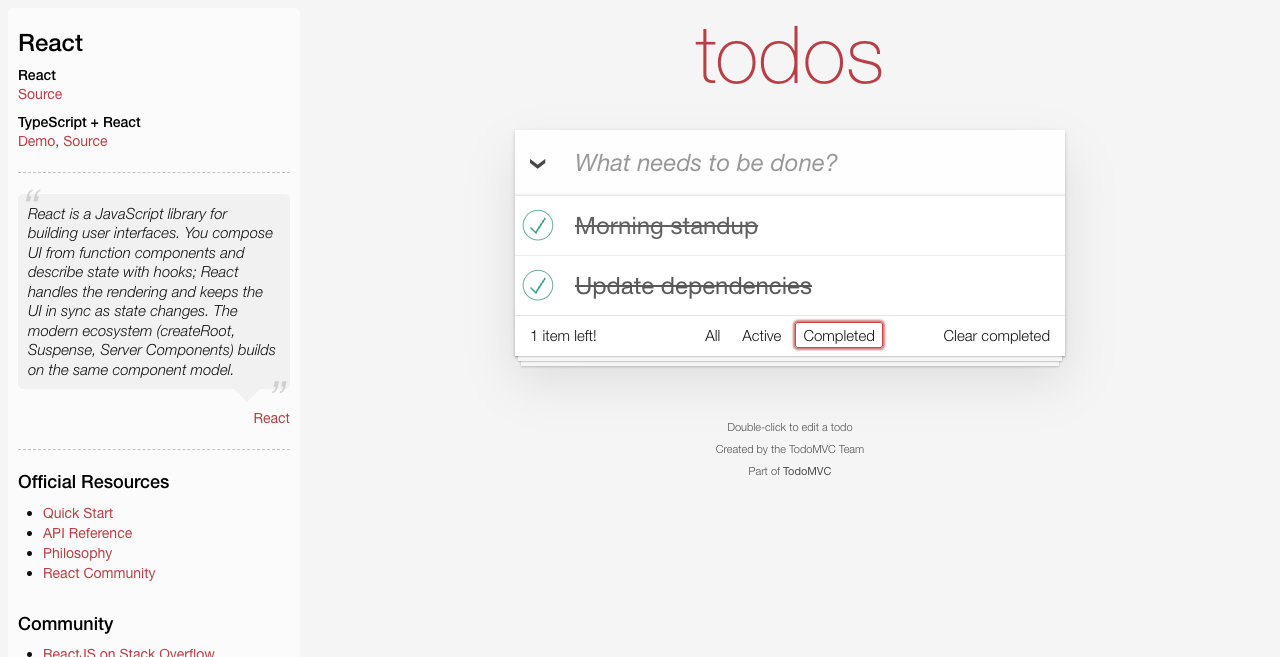 React
React
Source
TypeScript + React
Demo, Source
“
React is a JavaScript library for
building user interfaces. You compose
UI from function components and
describe state with hooks; React
handles the rendering and keeps the
UI in sync as state changes. The
modern ecosystem (createRoot,
Suspense, Server Components) builds
on the same component model.
”
React
Official Resources
Quick Start
API Reference
Philosophy
React Community
Community
ReactJS on Stack Overflow
todos
What needs to be done?
Morning standup
Update dependencies
1 item left!
All
Active
Completed
Clear completed
Double-click to edit a todo
Created by the TodoMVC Team
Part of TodoMVC